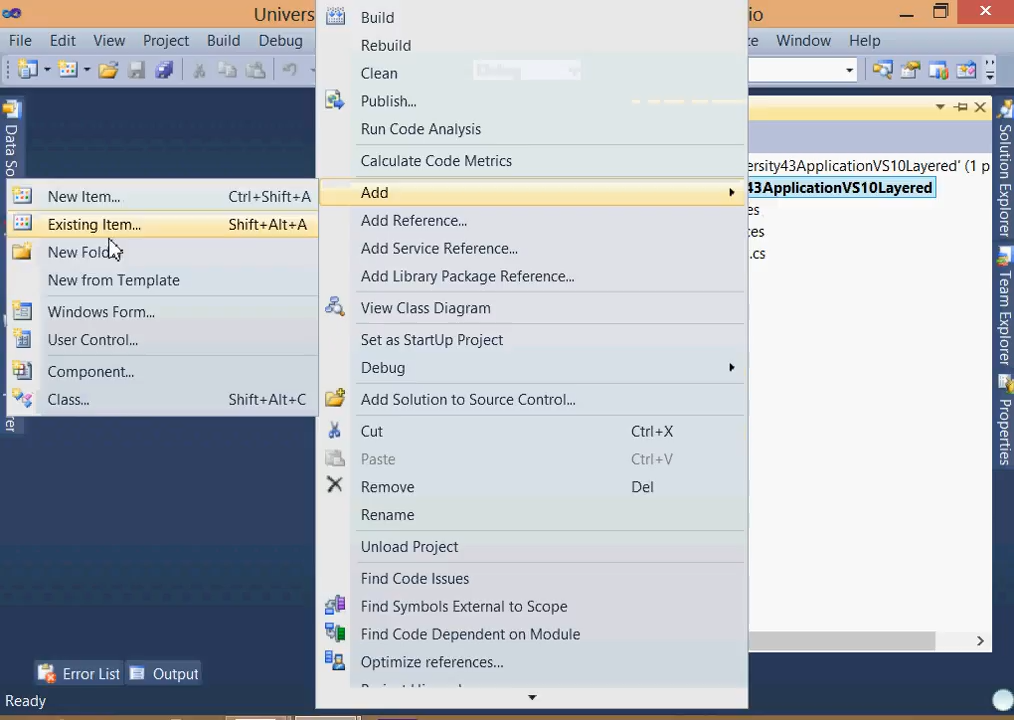 Univers
io
File Edit View Project Build Debug
e Window Help
Data So
rer
New Item... Ctrl+Shift+A
Existing Item... Shift+Alt+A
New Fol
New from Template
Windows Form...
User Control...
Component...
Class... Shift+Alt+C
Build
Rebuild
Clean
Publish...
Run Code Analysis
Calculate Code Metrics
Add
Add Reference...
Add Service Reference...
Add Library Package Reference...
View Class Diagram
Set as StartUp Project
Debug
Add Solution to Source Control...
Cut Ctrl+X
Paste Ctrl+V
Remove Del
Rename
Unload Project
Find Code Issues
Find Symbols External to Scope
Find Code Dependent on Module
Optimize references...
ersity43ApplicationVS10Layered' (1 p
43ApplicationVS10Layered
es
ces
.cs
Solution Explorer
Team Explorer
Properties
Error List Output
Ready